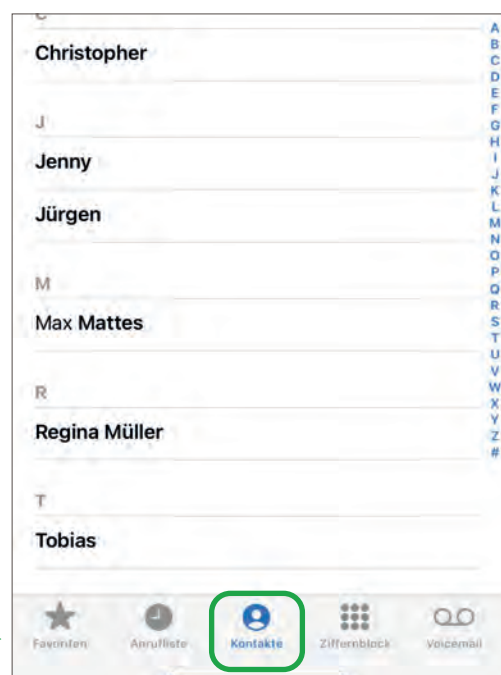 C
Christopher
J
Jenny
Jürgen
M
Max Mattes
R
Regina Müller
T
Tobias
A
B
C
D
E
F
G
H
I
J
K
L
M
N
O
P
Q
R
S
T
U
V
W
X
Y
Z
#
Favoriten Anrufliste Kontakte Ziffernblock Voicemail